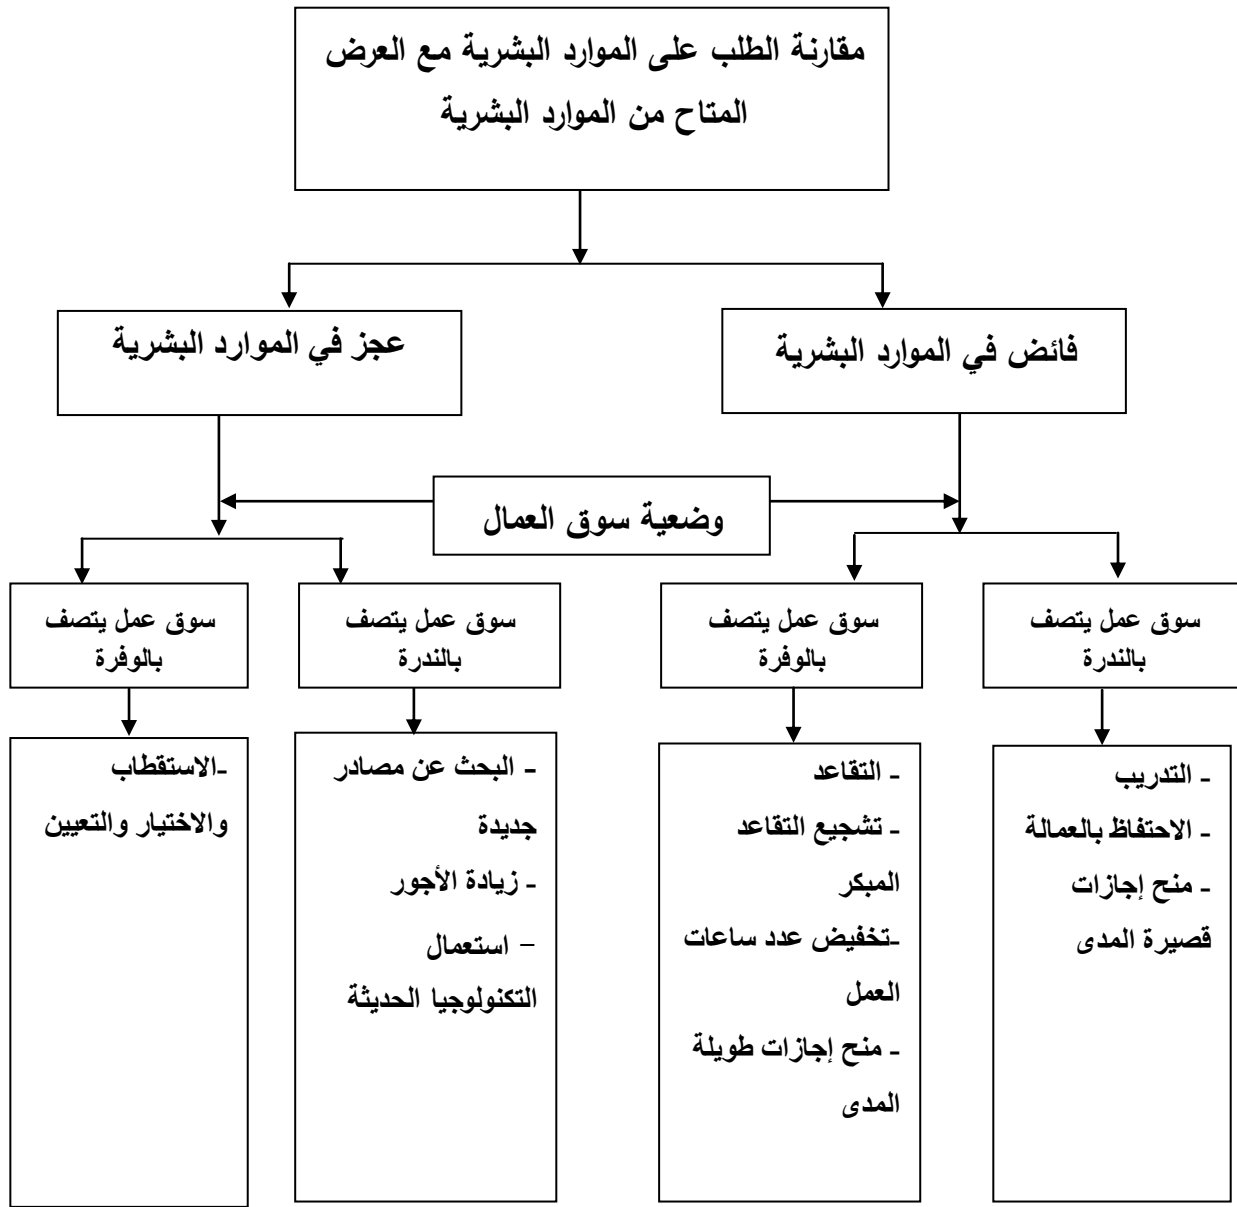 مقارنة الطلب على الموارد البشرية مع العرض
المتاح من الموارد البشرية
فائض في الموارد البشرية
عجز في الموارد البشرية
وضعية سوق العمال
سوق عمل يتصف
بالندرة
سوق عمل يتصف
بالوفرة
سوق عمل يتصف
بالندرة
سوق عمل يتصف
بالوفرة
- التدريب
- الاحتفاظ بالعمالة
- منح إجازات
قصيرة المدى
- التقاعد
- تشجيع التقاعد
المبكر
-تخفيض عدد ساعات
العمل
- منح إجازات طويلة
المدى
- البحث عن مصادر
جديدة
- زيادة الأجور
– استعمال
التكنولوجيا الحديثة
-الاستقطاب
والاختيار والتعيين